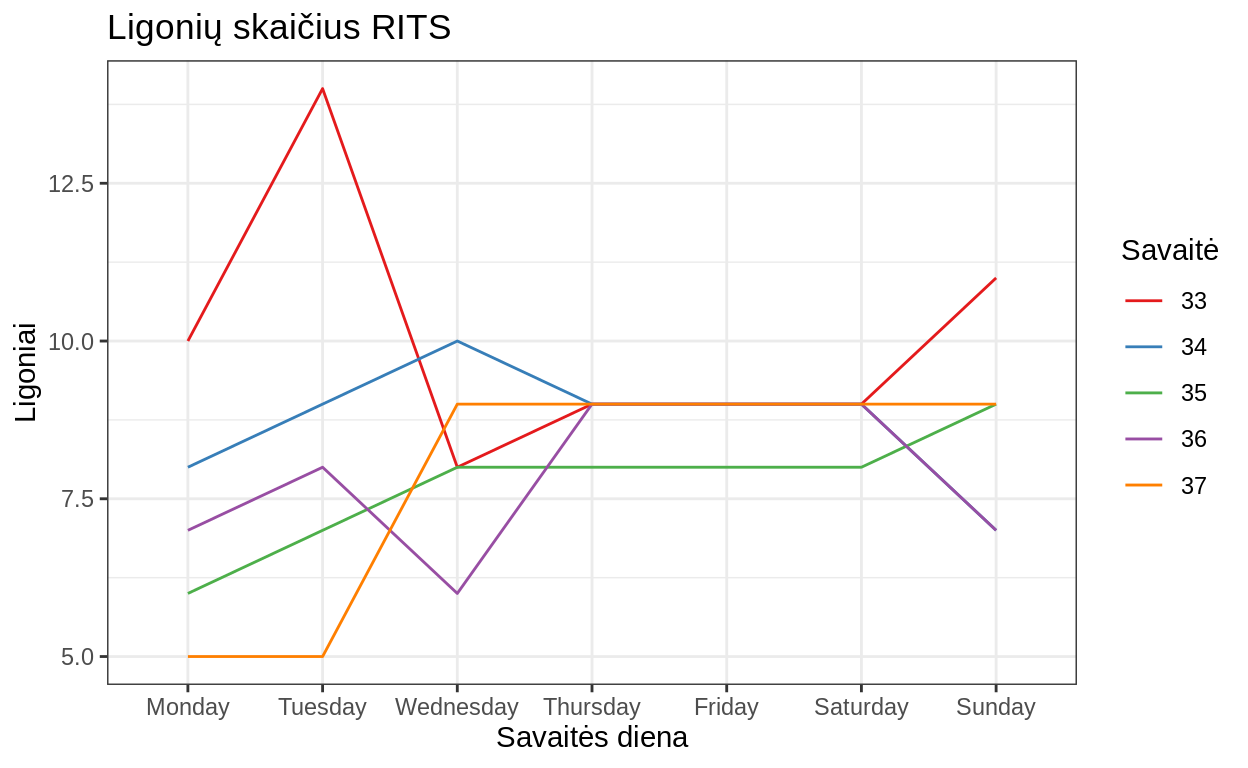 Ligonių skaičius RITS
Ligoniai
12.5
10.0
7.5
5.0
Monday Tuesday Wednesday Thursday Friday Saturday Sunday
Savaitės diena
Savaitė
33
34
35
36
37